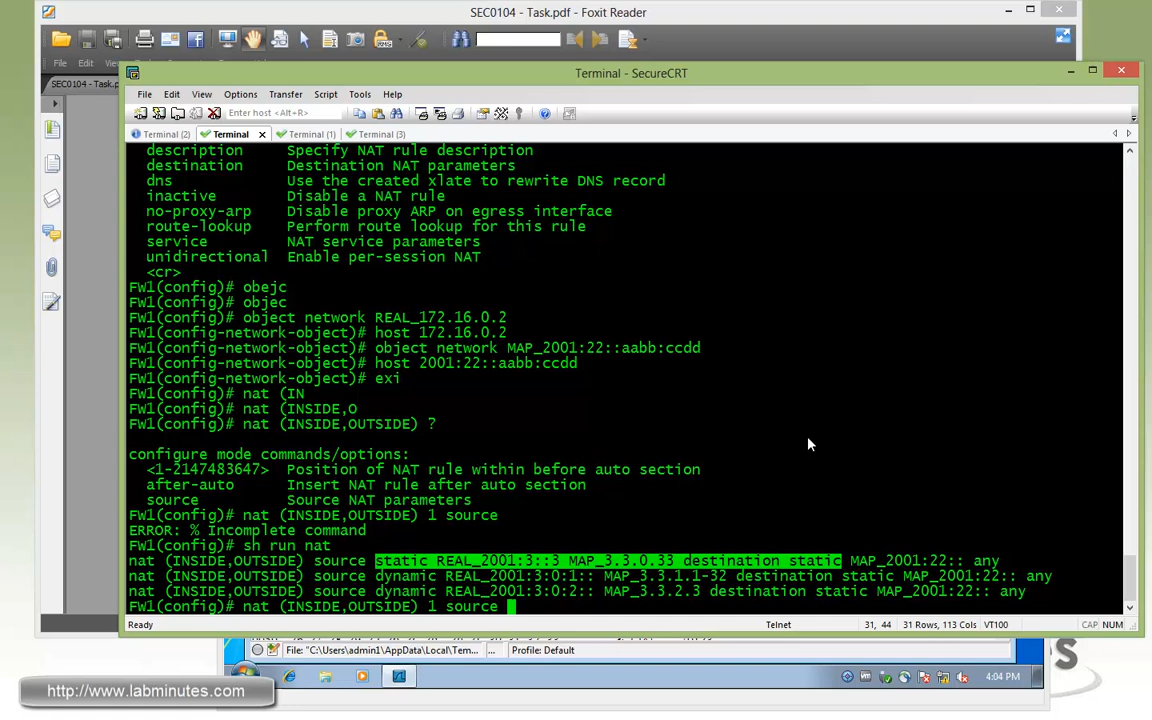 SEC0104 - Task.pdf - Foxit Reader
File Edit
SEC0104 - Task.p
Terminal - SecureCRT
File Edit View Options Transfer Script Tools Help
Enter host <Alt+R>
Terminal (2) Terminal Terminal (1) Terminal (3)
description Specify NAT rule description
destination Destination NAT parameters
dns Use the created xlate to rewrite DNS record
inactive Disable a NAT rule
no-proxy-arp Disable proxy ARP on egress interface
route-lookup Perform route lookup for this rule
service NAT service parameters
unidirectional Enable per-session NAT
<cr>
FW1(config)# obejc
FW1(config)# objec
FW1(config)# object network REAL_172.16.0.2
FW1(config-network-object)# host 172.16.0.2
FW1(config-network-object)# object network MAP_2001:22::aabb:ccdd
FW1(config-network-object)# host 2001:22::aabb:ccdd
FW1(config-network-object)# exi
FW1(config)# nat (IN
FW1(config)# nat (INSIDE,O
FW1(config)# nat (INSIDE,OUTSIDE) ?
configure mode commands/options:
<1-2147483647> Position of NAT rule within before auto section
after-auto Insert NAT rule after auto section
source Source NAT parameters
FW1(config)# nat (INSIDE,OUTSIDE) 1 source
ERROR: % Incomplete command
FW1(config)# sh run nat
nat (INSIDE,OUTSIDE) source static REAL_2001:3::3 MAP_3.3.0.33 destination static MAP_2001:22:: any
nat (INSIDE,OUTSIDE) source dynamic REAL_2001:3:0:1:: MAP_3.3.1.1-32 destination static MAP_2001:22:: any
nat (INSIDE,OUTSIDE) source dynamic REAL_2001:3:0:2:: MAP_3.3.2.3 destination static MAP_2001:22:: any
FW1(config)# nat (INSIDE,OUTSIDE) 1 source
Ready Telnet 31, 44 31 Rows, 113 Cols VT100 CAP NUM
File: "C:\Users\admin1\AppData\Local\Tem... ... Profile: Default
http://www.labminutes.com
4:04 PM